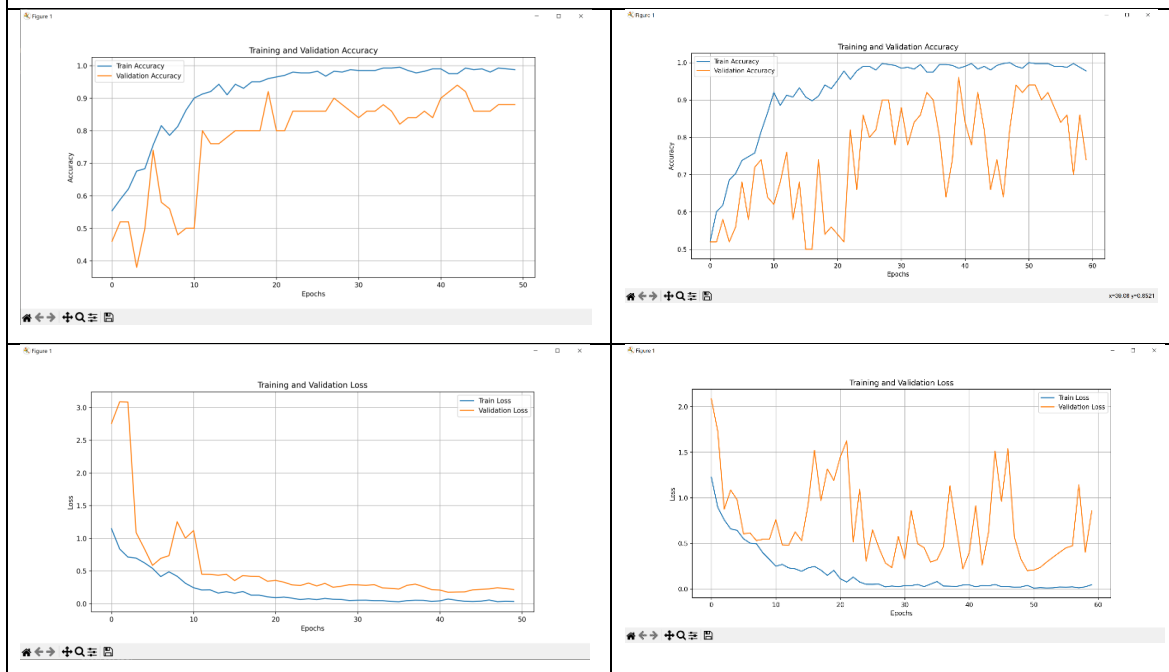 Figure 1
Training and Validation Accuracy
Train Accuracy
Validation Accuracy
1.0
0.9
0.8
0.7
0.6
0.5
0.4
Accuracy
0
10
20
30
40
50
Epochs
Figure 1
Training and Validation Accuracy
Train Accuracy
Validation Accuracy
1.0
0.9
0.8
0.7
0.6
0.5
Accuracy
0
10
20
30
40
50
60
Epochs
x=39.08 y=0.8521
Figure 1
Training and Validation Loss
Train Loss
Validation Loss
3.0
2.5
2.0
1.5
1.0
0.5
0.0
Loss
0
10
20
30
40
50
Epochs
Figure 1
Training and Validation Loss
Train Loss
Validation Loss
2.0
1.5
1.0
0.5
0.0
Loss
0
10
20
30
40
50
60
Epochs